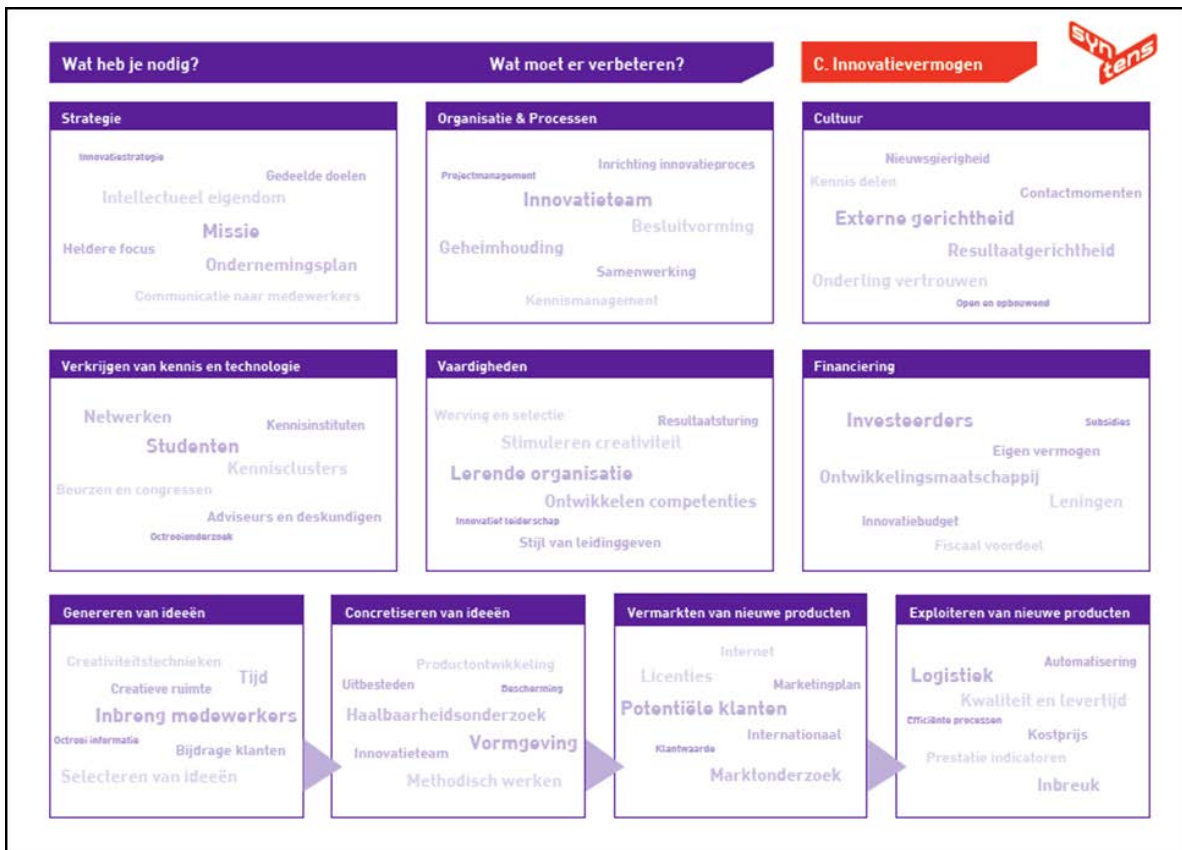 Wat heb je nodig? Wat moet er verbeteren? C. Innovatievermogen
syn
tens
Strategie
Innovatiestrategie
Gedeelde doelen
Intellectueel eigendom
Missie
Heldere focus
Ondernemingsplan
Communicatie naar medewerkers
Organisatie & Processen
Inrichting innovatieproces
Projectmanagement
Innovatieteam
Besluitvorming
Geheimhouding
Samenwerking
Kennismanagement
Cultuur
Nieuwsgierigheid
Kennis delen
Contactmomenten
Externe gerichtheid
Resultaatgerichtheid
Onderling vertrouwen
Open en opbouwend
Verkrijgen van kennis en technologie
Netwerken
Kennisinstituten
Studenten
Kennisclusters
Beurzen en congressen
Adviseurs en deskundigen
Octrooionderzoek
Vaardigheden
Werving en selectie
Resultaatsturing
Stimuleren creativiteit
Lerende organisatie
Ontwikkelen competenties
Innovatief leiderschap
Stijl van leidinggeven
Financiering
Investeerders
Subsidies
Eigen vermogen
Ontwikkelingsmaatschappij
Leningen
Innovatiebudget
Fiscaal voordeel
Genereren van ideeën
Creativiteitstechnieken
Tijd
Creatieve ruimte
Inbreng medewerkers
Octrooi informatie
Bijdrage klanten
Selecteren van ideeën
Concretiseren van ideeën
Productontwikkeling
Uitbesteden
Bescherming
Haalbaarheidsonderzoek
Vormgeving
Innovatieteam
Methodisch werken
Vermarkten van nieuwe producten
Internet
Licenties
Marketingplan
Potentiële klanten
Internationaal
Klantwaarde
Marktonderzoek
Exploiteren van nieuwe producten
Automatisering
Logistiek
Kwaliteit en levertijd
Efficiënte processen
Kostprijs
Prestatie indicatoren
Inbreuk